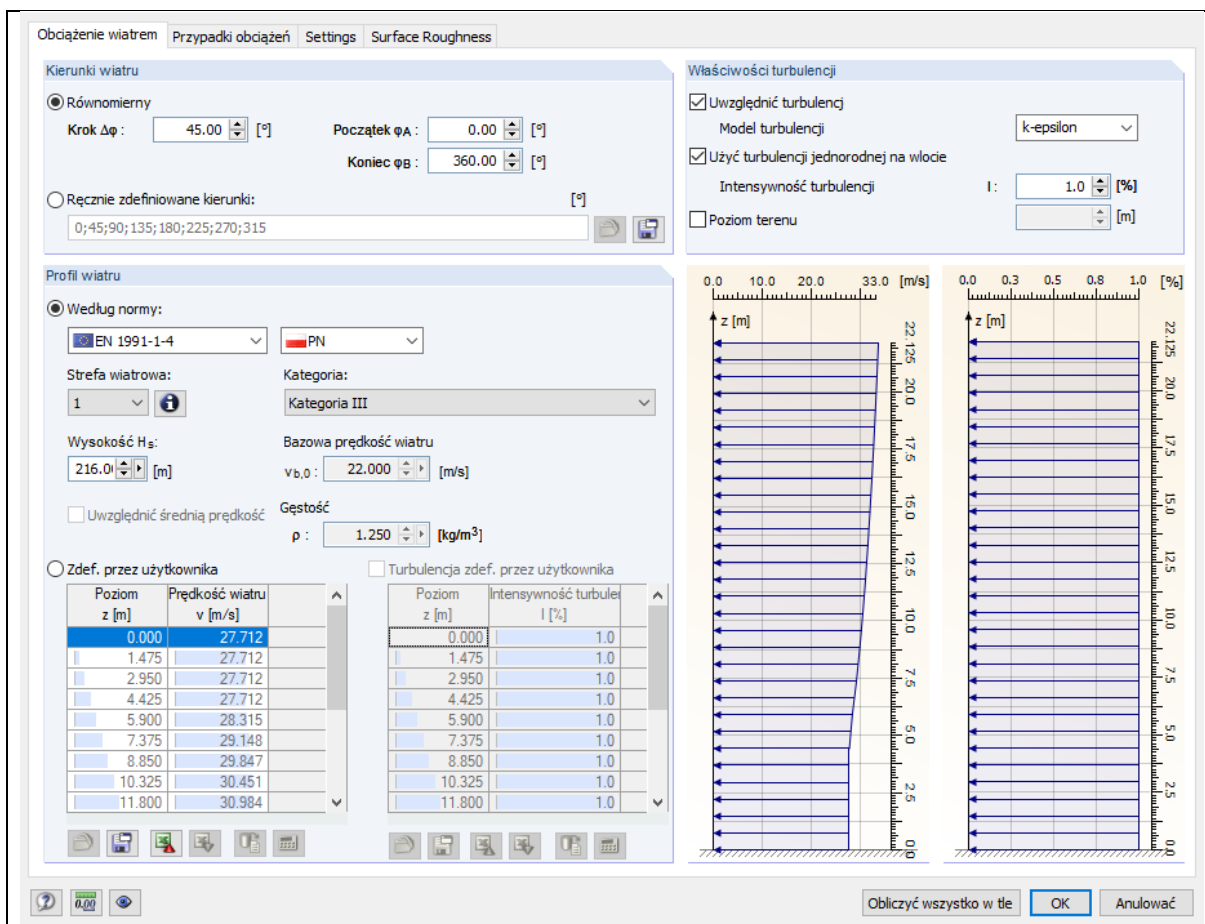 Obciążenie wiatrem Przypadki obciążeń Settings Surface Roughness
Kierunki wiatru
Równomierny
Krok Δφ : 45.00 [°] Początek φA : 0.00 [°]
Koniec φB : 360.00 [°]
Ręcznie zdefiniowane kierunki: [°]
0;45;90;135;180;225;270;315
Właściwości turbulencji
Uwzględnić turbulencj
Model turbulencji k-epsilon
Użyć turbulencji jednorodnej na wlocie
Intensywność turbulencji I: 1.0 [%]
Poziom terenu [m]
Profil wiatru
Według normy:
EN 1991-1-4 PN
Strefa wiatrowa: Kategoria:
1 Kategoria III
Wysokość Hs: Bazowa prędkość wiatru
216.0 [m] vb,0 : 22.000 [m/s]
Uwzględnić średnią prędkość Gęstość
ρ : 1.250 [kg/m3]
Zdef. przez użytkownika Turbulencja zdef. przez użytkownika
Poziom Prędkość wiatru Poziom Intensywność turbuler
z [m] v [m/s] z [m] I [%]
0.000 27.712 0.000 1.0
1.475 27.712 1.475 1.0
2.950 27.712 2.950 1.0
4.425 27.712 4.425 1.0
5.900 28.315 5.900 1.0
7.375 29.148 7.375 1.0
8.850 29.847 8.850 1.0
10.325 30.451 10.325 1.0
11.800 30.984 11.800 1.0
0.0 10.0 20.0 33.0 [m/s]
z [m]
22.125
20.0
17.5
15.0
12.5
10.0
7.5
5.0
2.5
0.0
0.0 0.3 0.5 0.8 1.0 [%]
z [m]
22.125
20.0
17.5
15.0
12.5
10.0
7.5
5.0
2.5
0.0
0.00
Obliczyć wszystko w tle OK Anulować